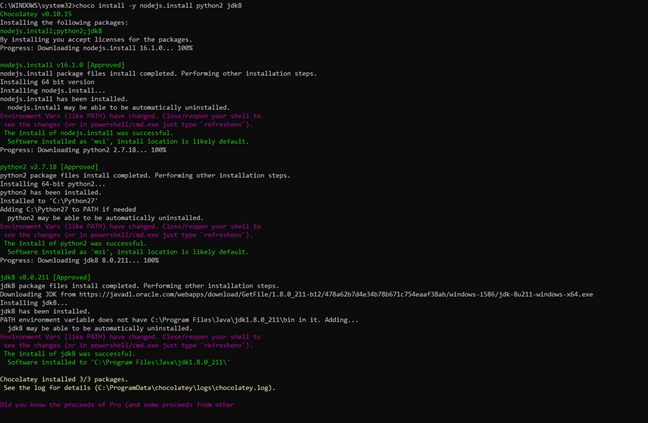 C:\WINDOWS\system32>choco install -y nodejs.install python2 jdk8
Chocolatey v0.10.15
Installing the following packages:
nodejs.install;python2;jdk8
By installing you accept licenses for the packages.
Progress: Downloading nodejs.install 16.1.0... 100%
nodejs.install v16.1.0 [Approved]
nodejs.install package files install completed. Performing other installation steps.
Installing 64 bit version
Installing nodejs.install...
nodejs.install has been installed.
  nodejs.install may be able to be automatically uninstalled.
Environment Vars (like PATH) have changed. Close/reopen your shell to
 see the changes (or in powershell/cmd.exe just type `refreshenv`).
 The install of nodejs.install was successful.
  Software installed as 'msi', install location is likely default.
Progress: Downloading python2 2.7.18... 100%
python2 v2.7.18 [Approved]
python2 package files install completed. Performing other installation steps.
Installing 64-bit python2...
python2 has been installed.
Installed to 'C:\Python27'
Adding C:\Python27 to PATH if needed
  python2 may be able to be automatically uninstalled.
Environment Vars (like PATH) have changed. Close/reopen your shell to
 see the changes (or in powershell/cmd.exe just type `refreshenv`).
 The install of python2 was successful.
  Software installed as 'msi', install location is likely default.
Progress: Downloading jdk8 8.0.211... 100%
jdk8 v8.0.211 [Approved]
jdk8 package files install completed. Performing other installation steps.
Downloading JDK from https://javadl.oracle.com/webapps/download/GetFile/1.8.0_211-b12/478a62b7d4e34b78b671c754eaaf38ab/windows-i586/jdk-8u211-windows-x64.exe
Installing jdk8...
jdk8 has been installed.
PATH environment variable does not have C:\Program Files\Java\jdk1.8.0_211\bin in it. Adding...
  jdk8 may be able to be automatically uninstalled.
Environment Vars (like PATH) have changed. Close/reopen your shell to
 see the changes (or in powershell/cmd.exe just type `refreshenv`).
 The install of jdk8 was successful.
  Software installed to 'C:\Program Files\Java\jdk1.8.0_211\'
Chocolatey installed 3/3 packages.
 See the log for details (C:\ProgramData\chocolatey\logs\chocolatey.log).
Did you know the proceeds of Pro (and some proceeds from other